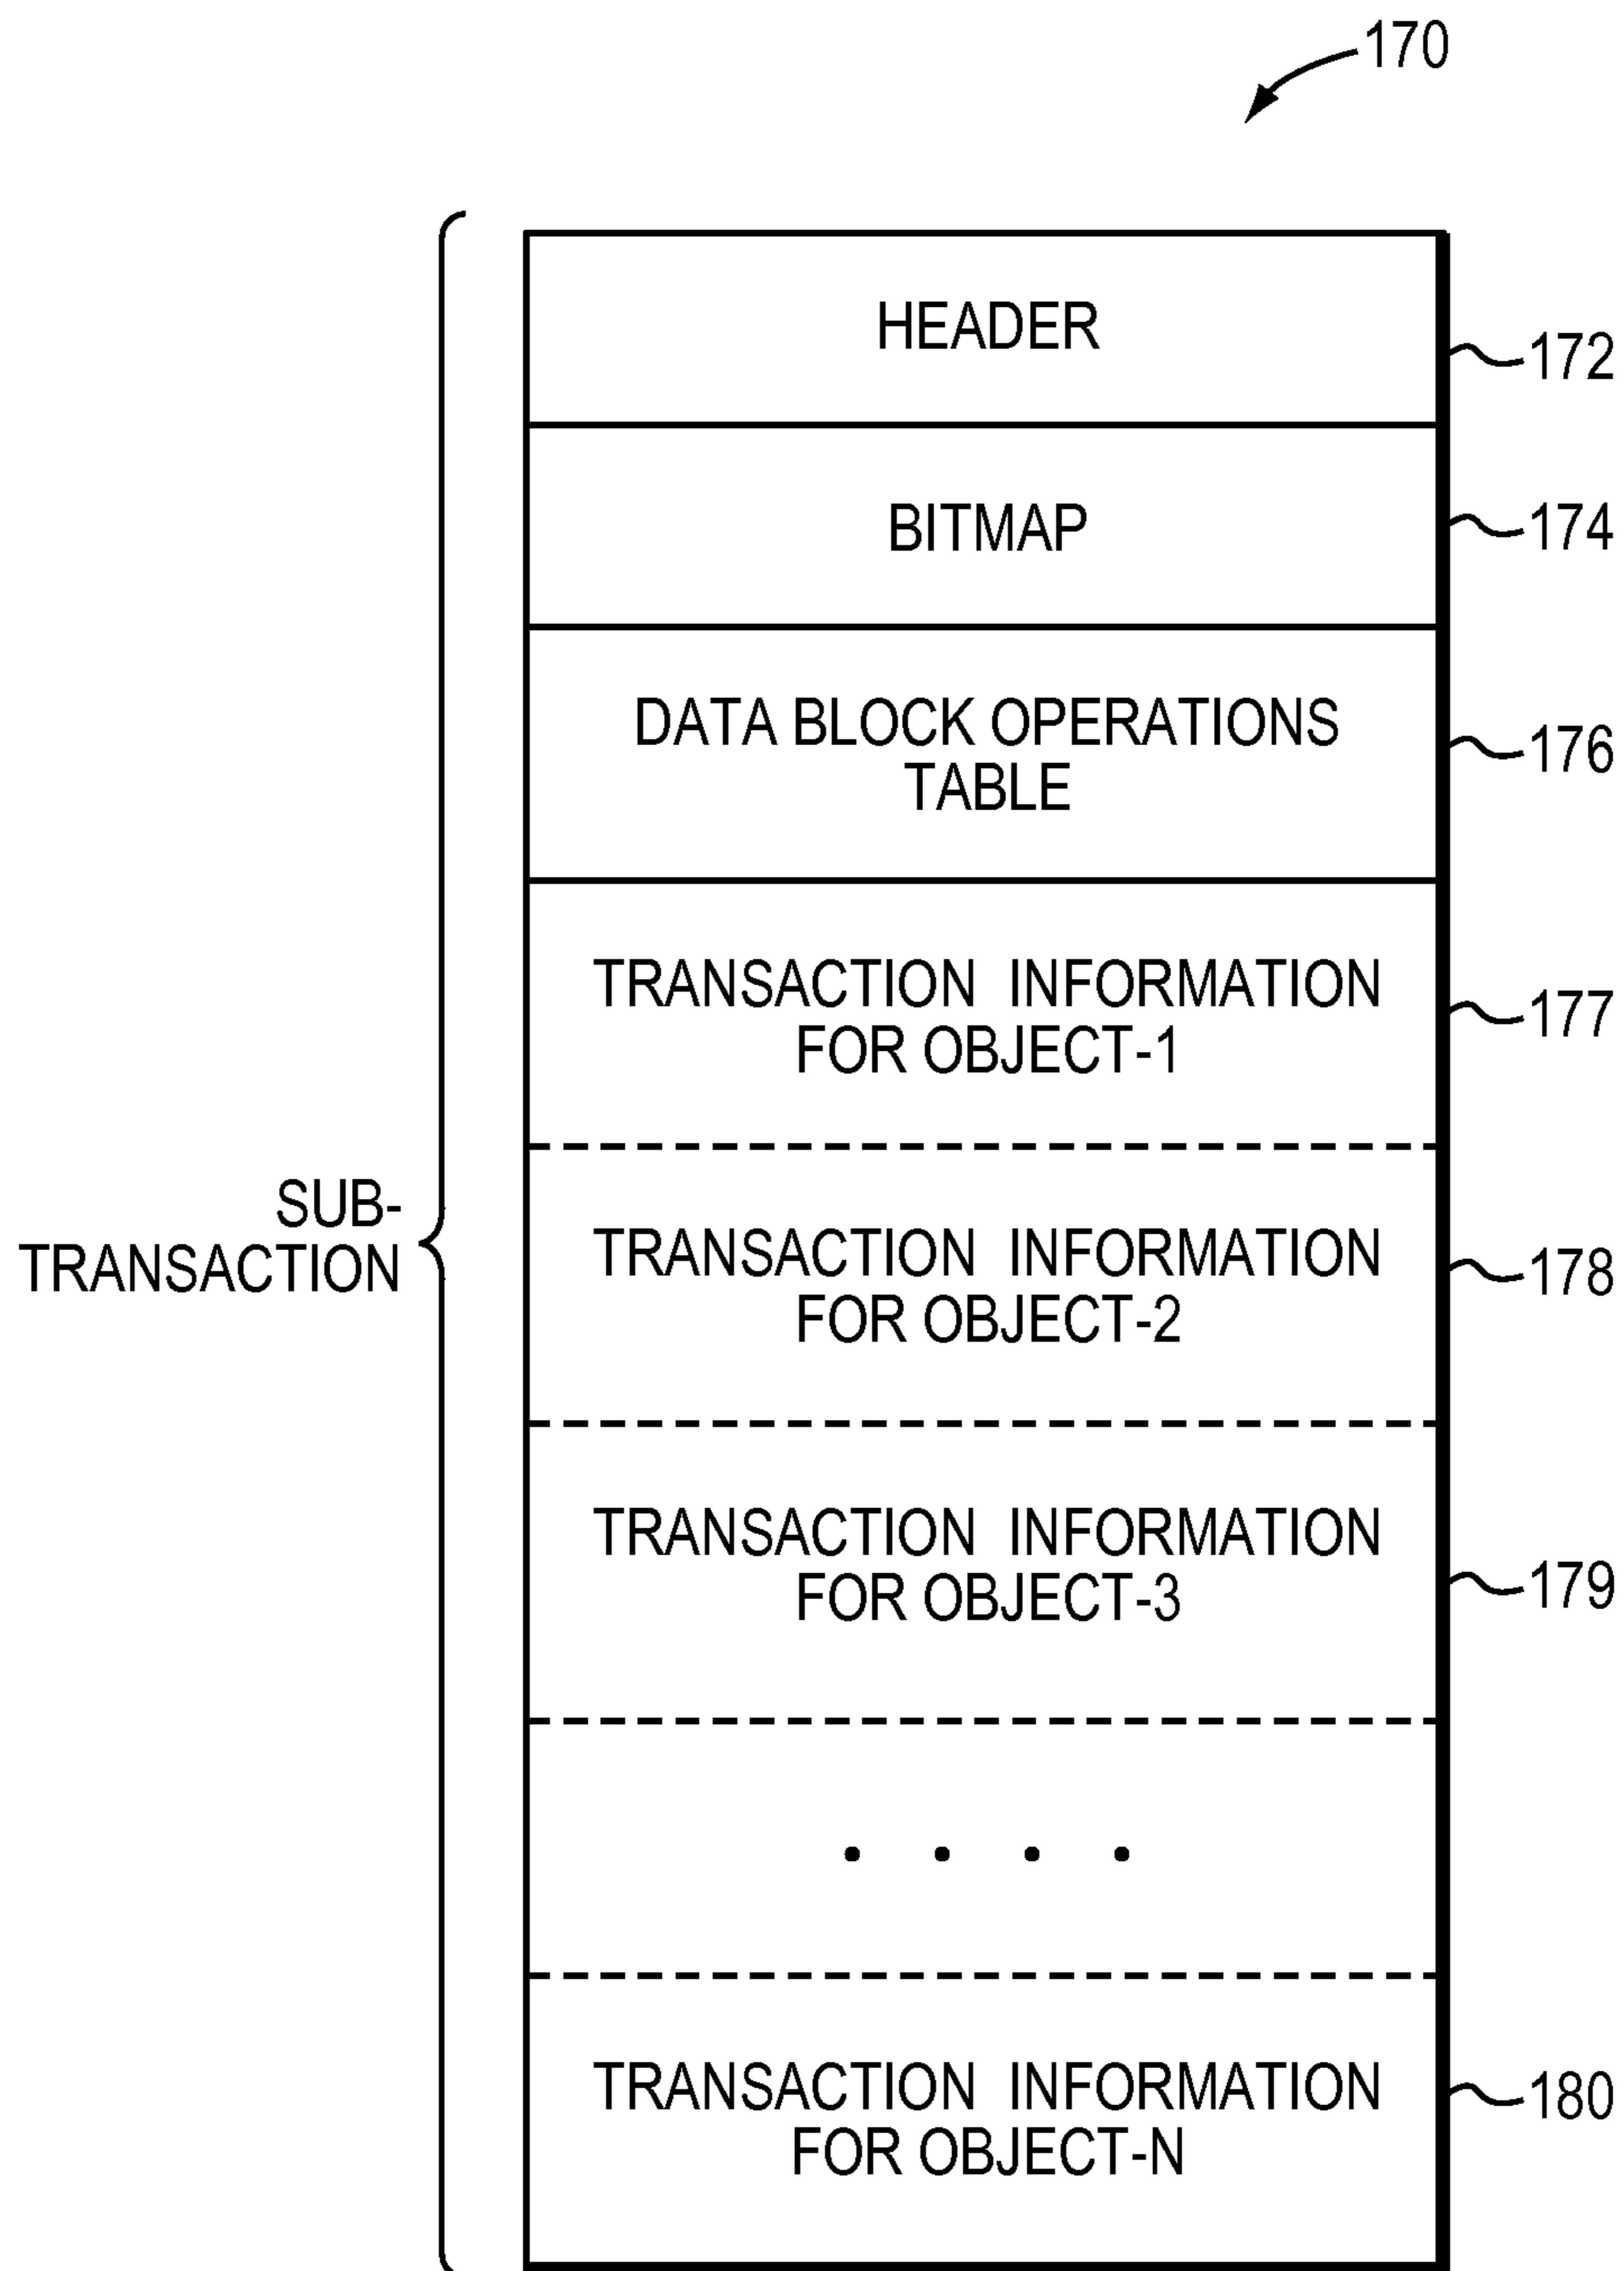 170
HEADER
172
BITMAP
174
DATA BLOCK OPERATIONS
TABLE
176
TRANSACTION INFORMATION
FOR OBJECT-1
177
SUB-
TRANSACTION
TRANSACTION INFORMATION
FOR OBJECT-2
178
TRANSACTION INFORMATION
FOR OBJECT-3
179
. . . .
TRANSACTION INFORMATION
FOR OBJECT-N
180